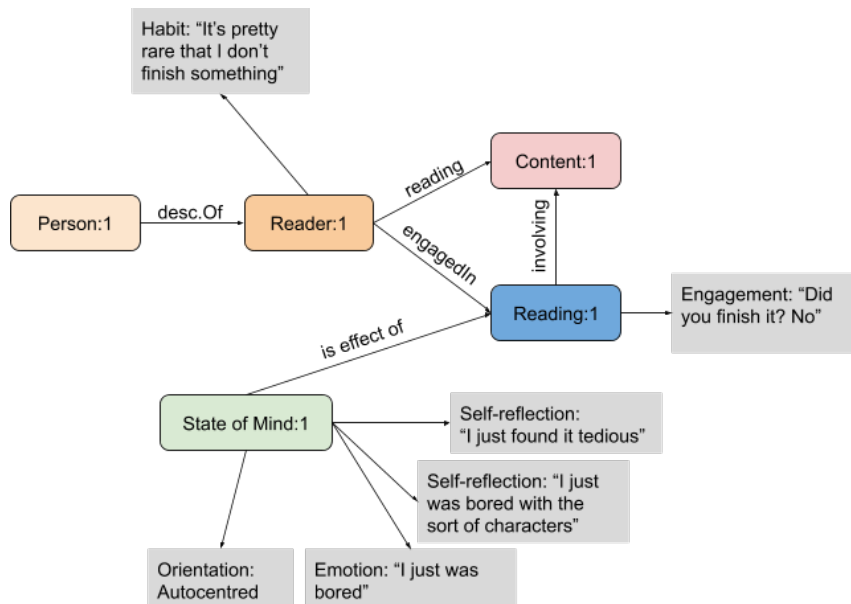 Habit: “It’s pretty
rare that I don’t
finish something”
Content:1
reading
Person:1
desc.Of
Reader:1
engagedIn
involving
Reading:1
Engagement: “Did
you finish it? No”
is effect of
State of Mind:1
Self-reflection:
“I just found it tedious”
Self-reflection: “I just
was bored with the
sort of characters”
Orientation:
Autocentred
Emotion: “I just was
bored”